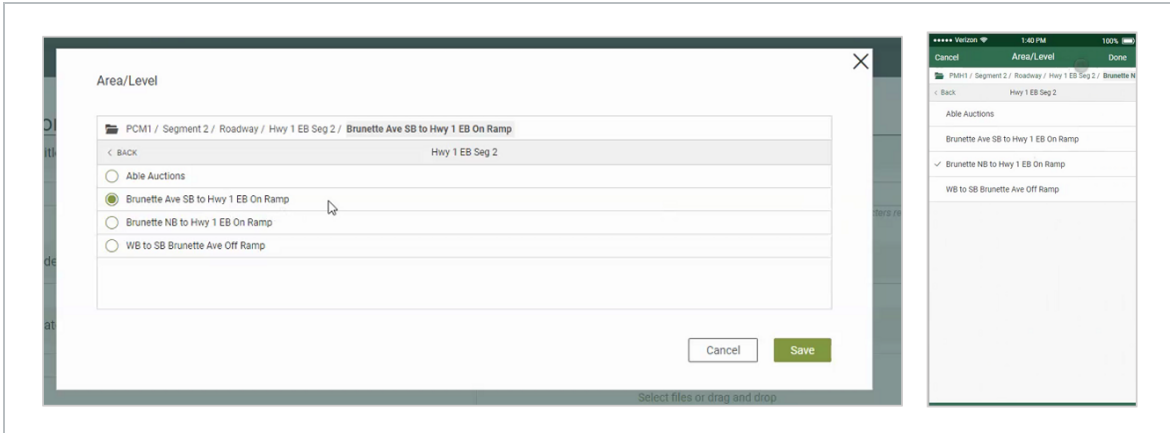 Area/Level
PCM1 / Segment 2 / Roadway / Hwy 1 EB Seg 2 / Brunette Ave SB to Hwy 1 EB On Ramp
< BACK Hwy 1 EB Seg 2
Able Auctions
Brunette Ave SB to Hwy 1 EB On Ramp
Brunette NB to Hwy 1 EB On Ramp
WB to SB Brunette Ave Off Ramp
Cancel Save
Select files or drag and drop
Verizon 1:40 PM 100%
Cancel Area/Level Done
PMH1 / Segment 2 / Roadway / Hwy 1 EB Seg 2 / Brunette N
< Back Hwy 1 EB Seg 2
Able Auctions
Brunette Ave SB to Hwy 1 EB On Ramp
Brunette NB to Hwy 1 EB On Ramp
WB to SB Brunette Ave Off Ramp